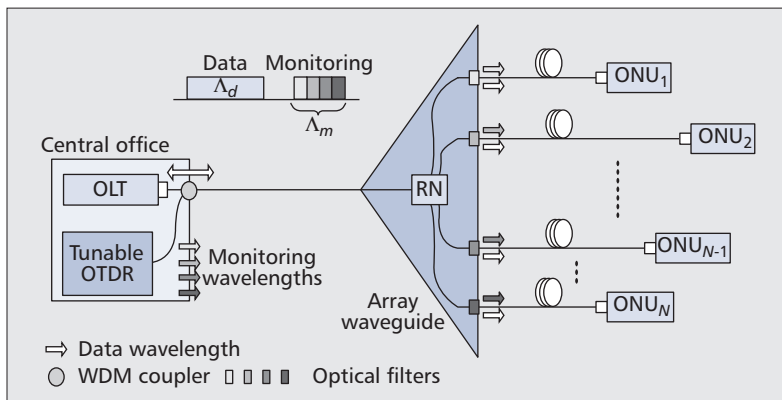 Data
Monitoring
Λd
Λm
Central office
OLT
Tunable
OTDR
Monitoring
wavelengths
RN
Array
waveguide
ONU1
ONU2
ONUN-1
ONUN
Data wavelength
WDM coupler
Optical filters